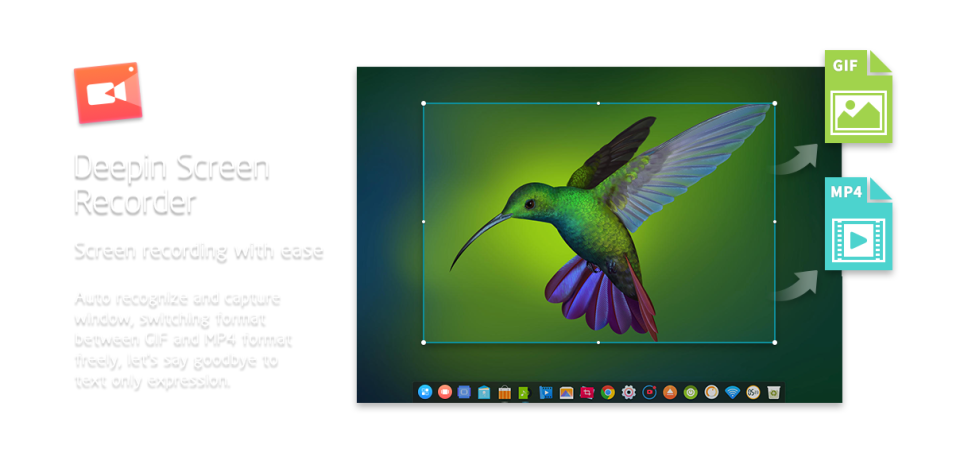 Deepin Screen
Recorder
Screen recording with ease
Auto recognize and capture
window, switching format
between GIF and MP4 format
freely, let's say goodbye to
text only expression.
GIF
MP4